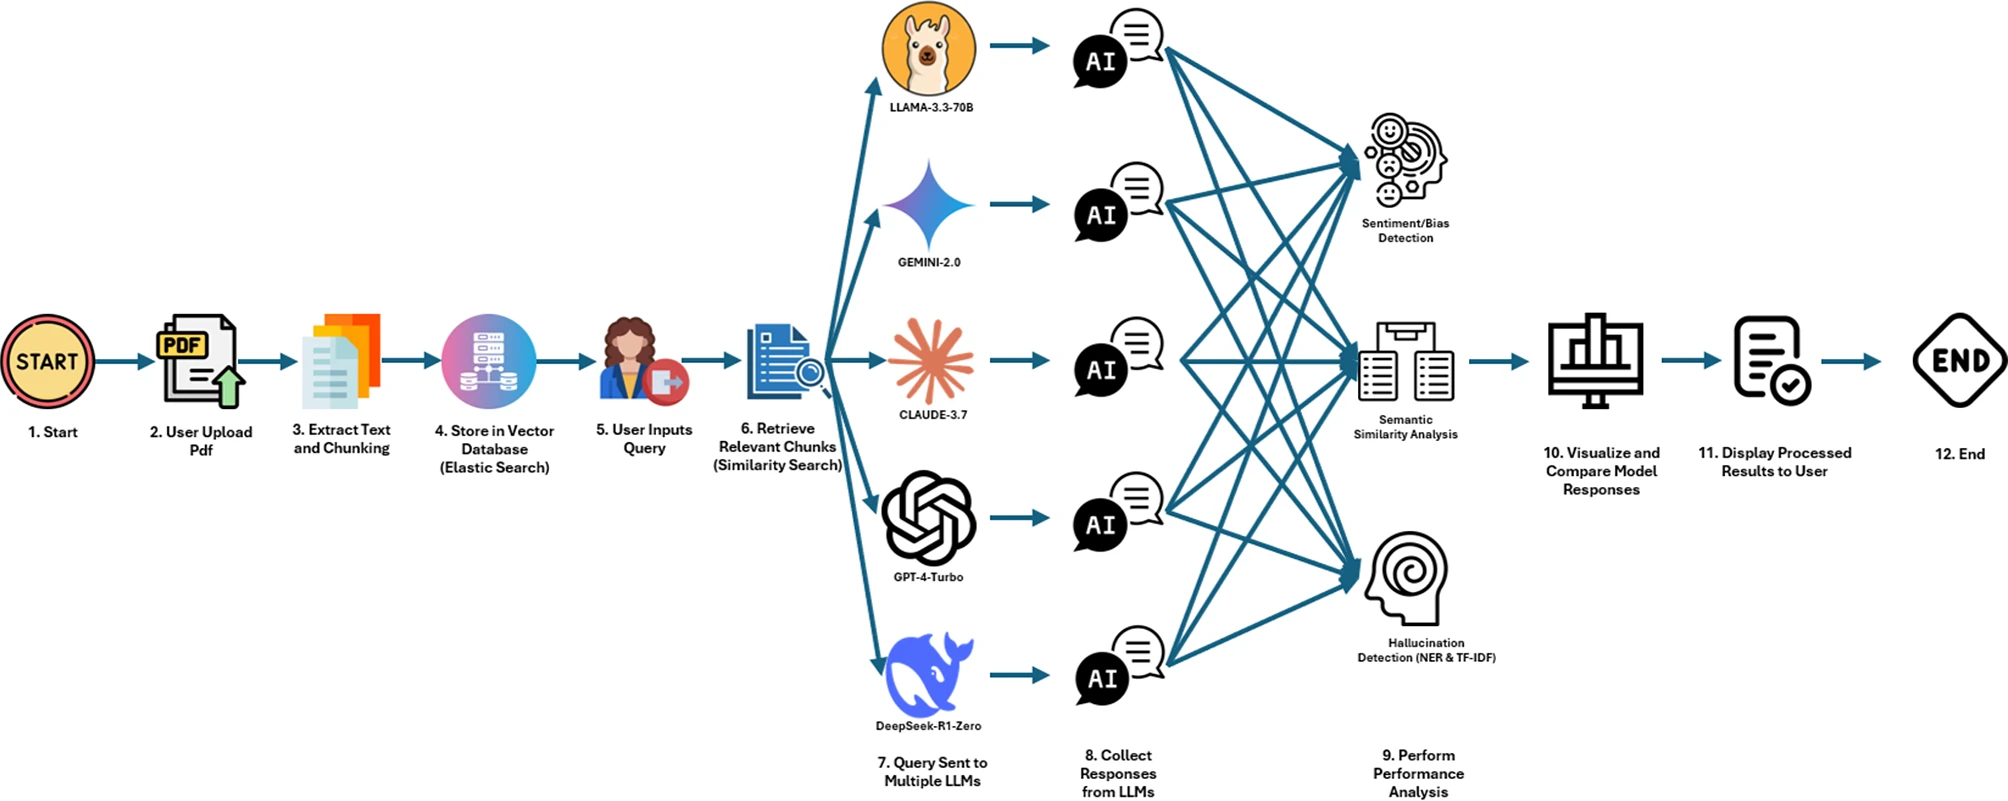 START
1. Start
PDF
2. User Upload
Pdf
3. Extract Text
and Chunking
4. Store in Vector
Database
(Elastic Search)
5. User Inputs
Query
6. Retrieve
Relevant Chunks
(Similarity Search)
LLAMA-3.3-70B
GEMINI-2.0
CLAUDE-3.7
GPT-4-Turbo
DeepSeek-R1-Zero
7. Query Sent to
Multiple LLMs
AI
AI
AI
AI
AI
8. Collect
Responses
from LLMs
Sentiment/Bias
Detection
Semantic
Similarity Analysis
Hallucination
Detection (NER & TF-IDF)
9. Perform
Performance
Analysis
10. Visualize and
Compare Model
Responses
11. Display Processed
Results to User
END
12. End